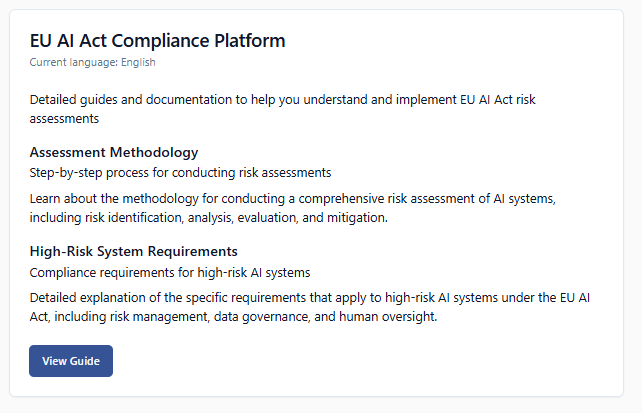 EU AI Act Compliance Platform
Current language: English
Detailed guides and documentation to help you understand and implement EU AI Act risk
assessments
Assessment Methodology
Step-by-step process for conducting risk assessments
Learn about the methodology for conducting a comprehensive risk assessment of AI systems,
including risk identification, analysis, evaluation, and mitigation.
High-Risk System Requirements
Compliance requirements for high-risk AI systems
Detailed explanation of the specific requirements that apply to high-risk AI systems under the EU AI
Act, including risk management, data governance, and human oversight.
View Guide